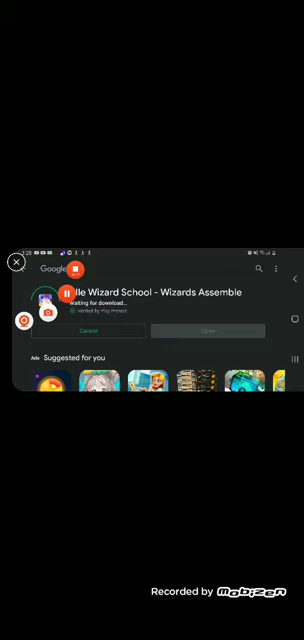 Google
dle Wizard School - Wizards Assemble
Waiting for download...
Verified by Play Protect
Cancel
Open
Ads Suggested for you
Recorded by MOBIZEN